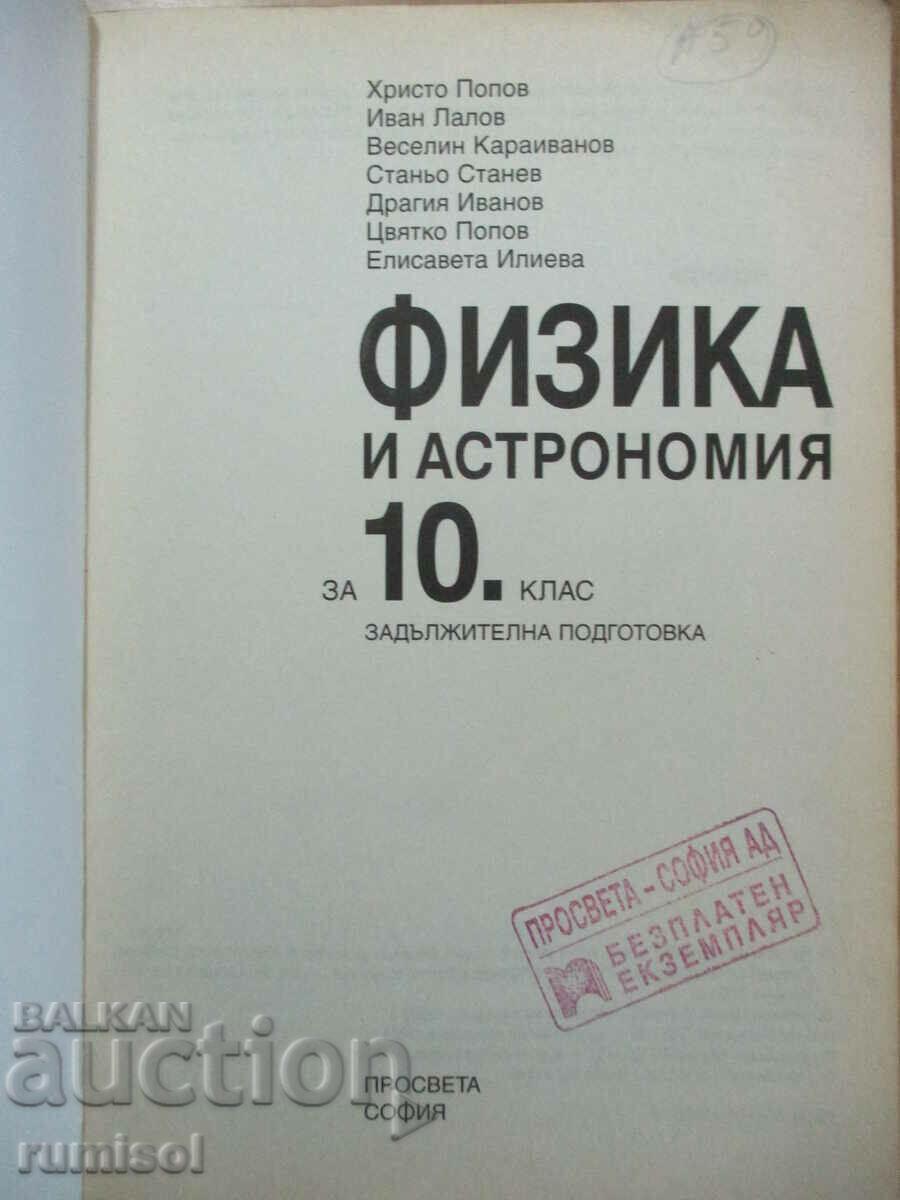 Христо Попов
Иван Лалов
Веселин Караиванов
Станьо Станев
Драгия Иванов
Цвятко Попов
Елисавета Илиева
ФИЗИКА
И АСТРОНОМИЯ
ЗА 10. КЛАС
ЗАДЪЛЖИТЕЛНА ПОДГОТОВКА
ПРОСВЕТА - СОФИЯ АД
БЕЗПЛАТЕН
ЕКЗЕМПЛЯР
ПРОСВЕТА
СОФИЯ
BALKAN
auction
rumisol